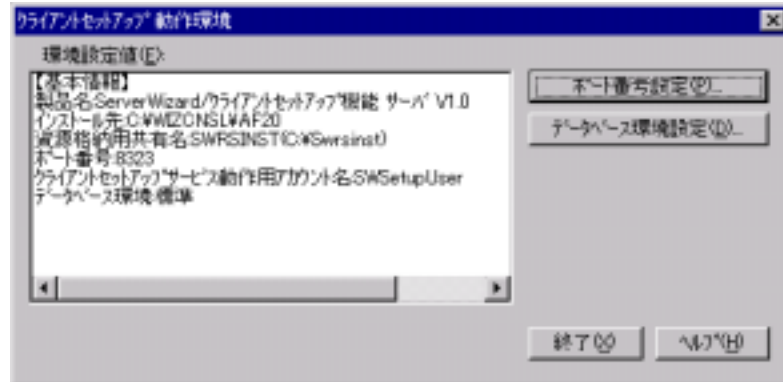 クライアントセットアップ 動作環境
環境設定値(E):
【基本情報】
製品名:ServerWizard/クライアントセットアップ機能 サーバ V1.0
インストール先:C:¥WIZCNSL¥AF20
資源格納用共有名:SWRSINST(C:¥Swrsinst)
ポート番号:8323
クライアントセットアップサービス動作用アカウント名:SWSetupUser
データベース環境:標準
ポート番号設定(P)...
データベース環境設定(D)...
終了(X)
ヘルプ(H)